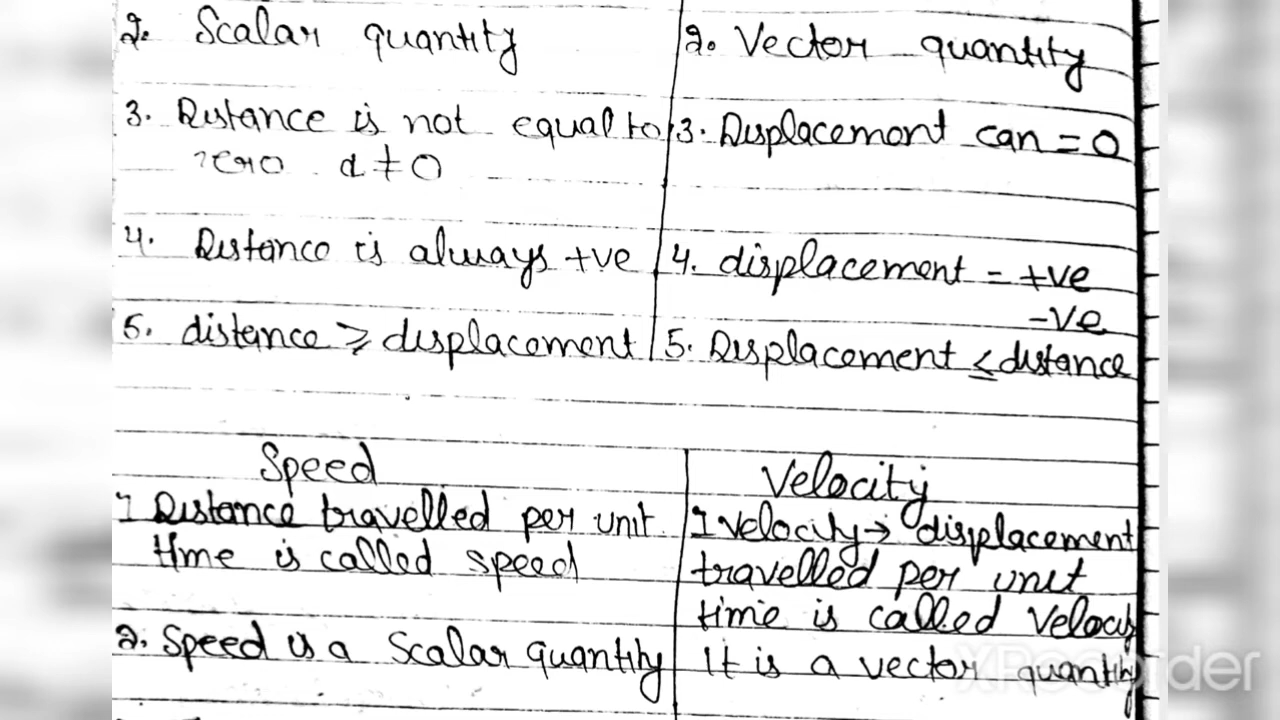 2. Scalar quantity
2. Vector quantity
3. Distance is not equal to
zero d ≠ 0
3. Displacement can = 0
4. Distance is always +ve
4. displacement = +ve
-ve
5. distance ⩾ displacement
5. Displacement ≤ distance
Speed
1 Distance travelled per unit
time is called speed
2. Speed is a Scalar quantity
Velocity
1 velocity → displacement
travelled per unit
time is called Velocity
It is a vector quantity
XRecorder